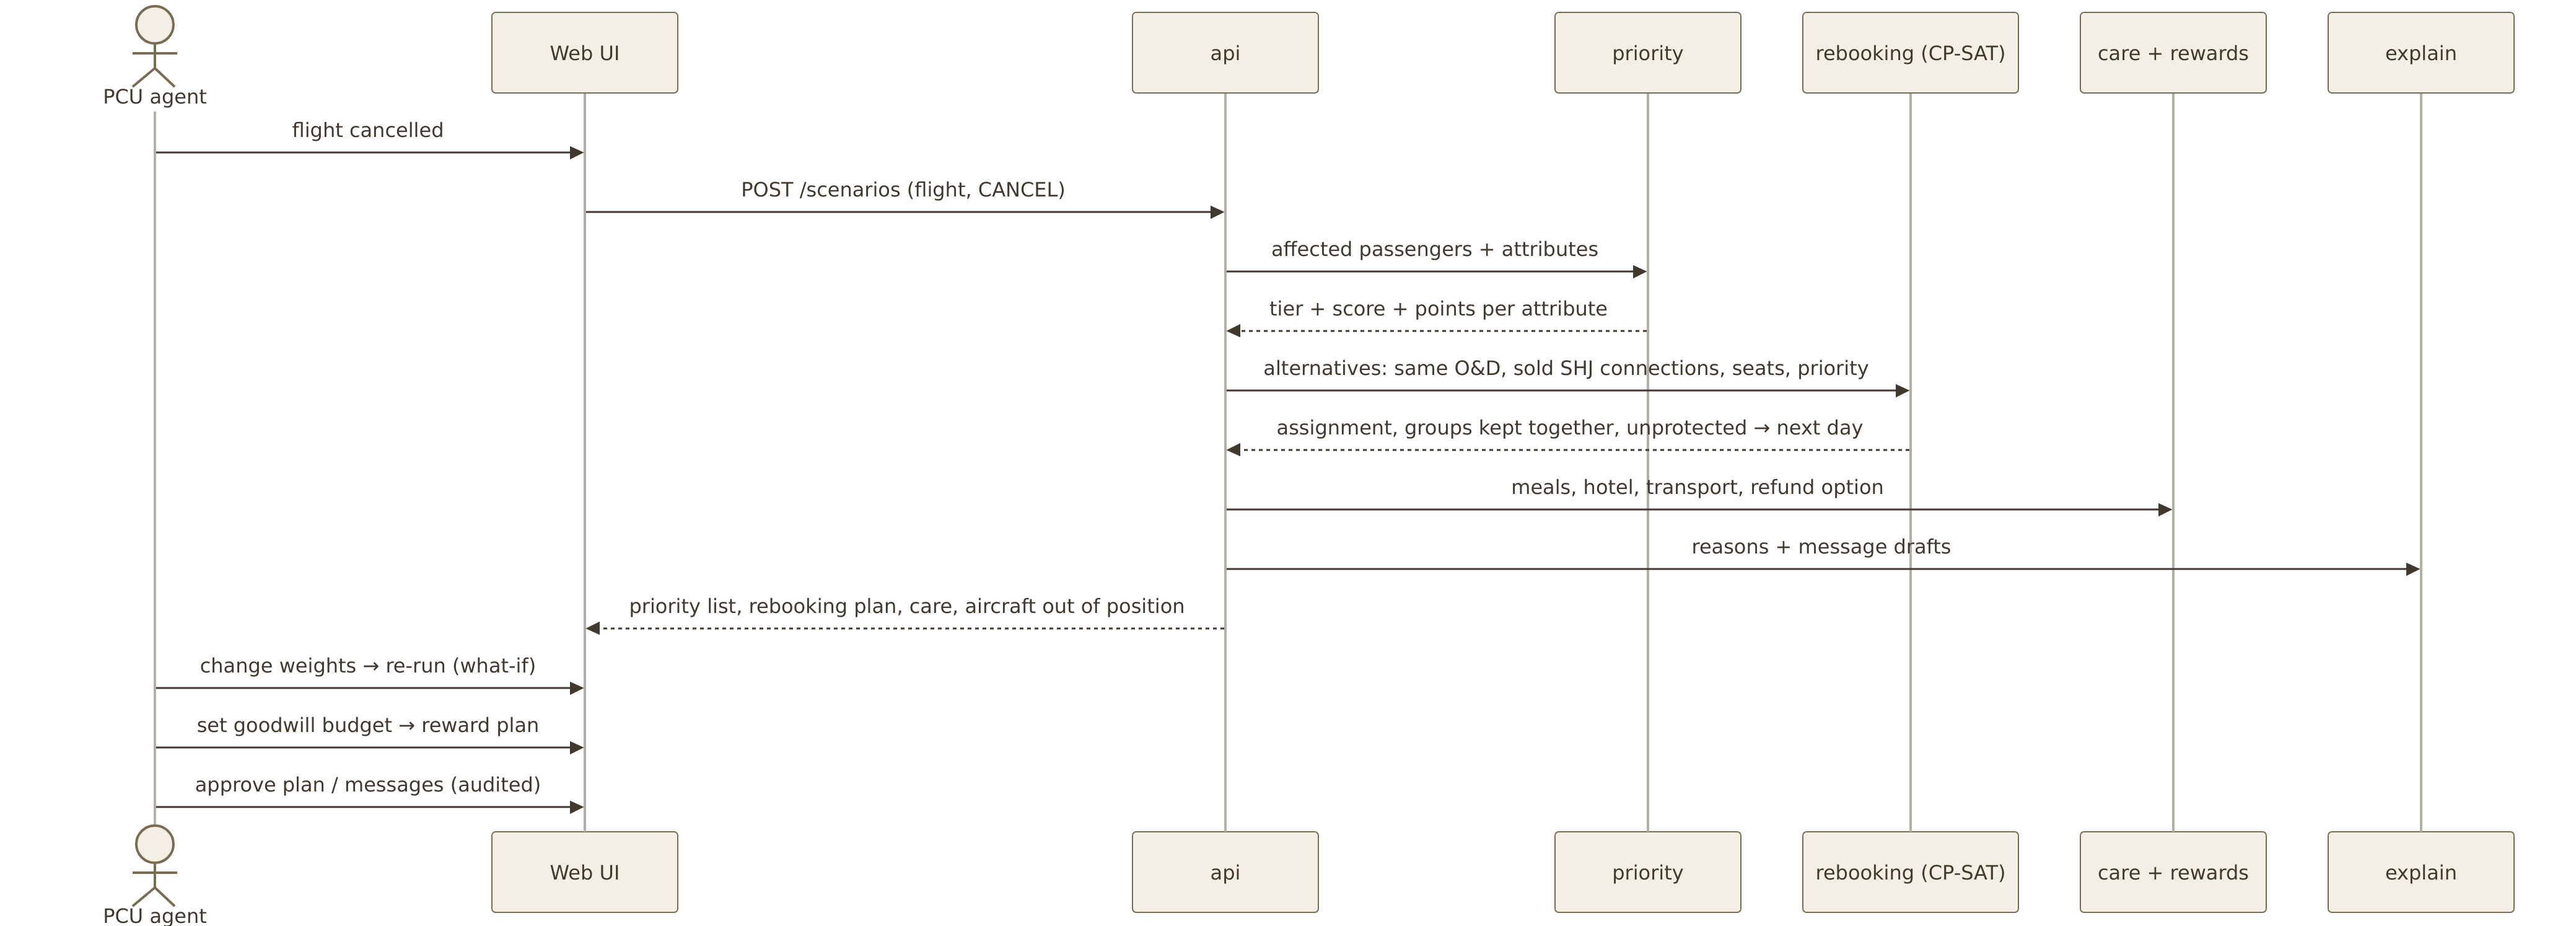 PCU agent
Web UI
api
priority
rebooking (CP-SAT)
care + rewards
explain
flight cancelled
POST /scenarios (flight, CANCEL)
affected passengers + attributes
tier + score + points per attribute
alternatives: same O&D, sold SHJ connections, seats, priority
assignment, groups kept together, unprotected → next day
meals, hotel, transport, refund option
reasons + message drafts
priority list, rebooking plan, care, aircraft out of position
change weights → re-run (what-if)
set goodwill budget → reward plan
approve plan / messages (audited)
PCU agent
Web UI
api
priority
rebooking (CP-SAT)
care + rewards
explain